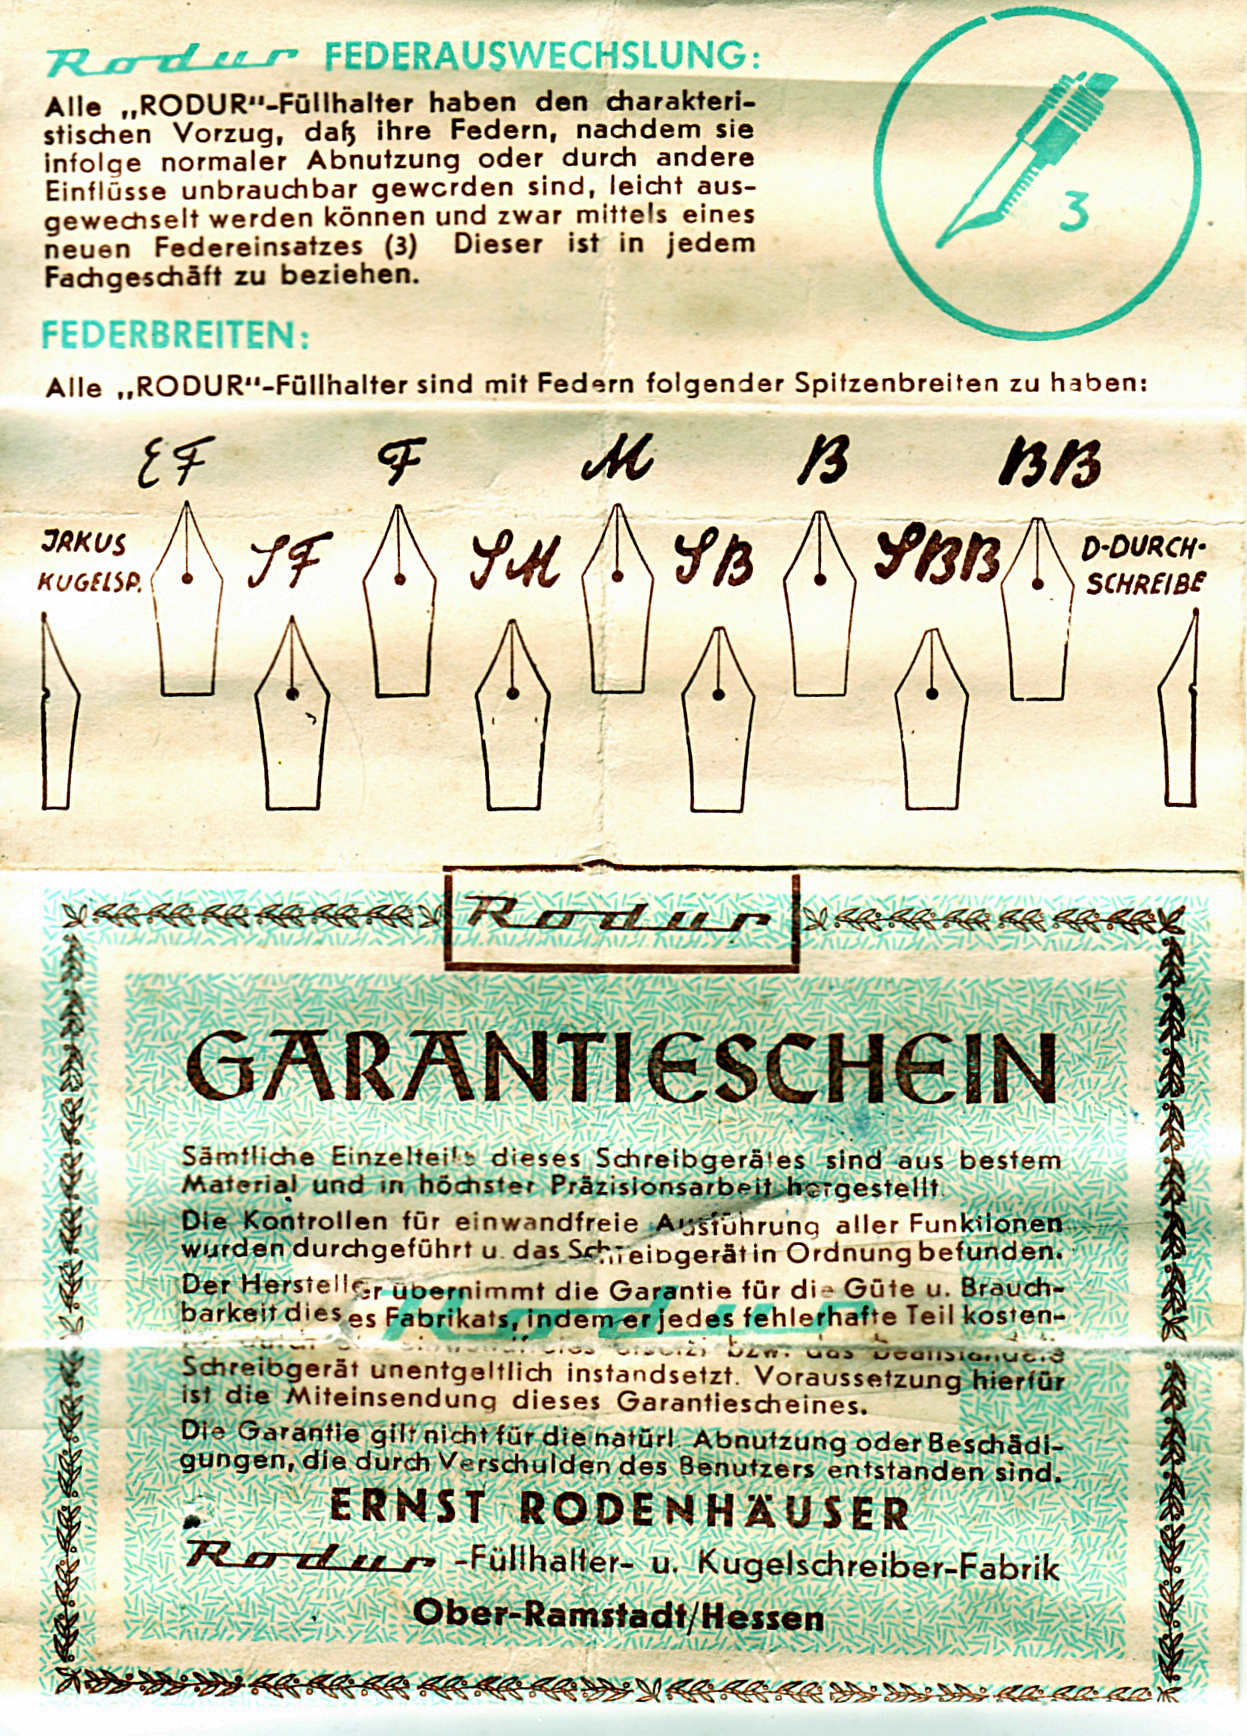 Rodur FEDERAUSWECHSLUNG:
Alle „RODUR"-Füllhalter haben den charakteri-
stischen Vorzug, daß ihre Federn, nachdem sie
infolge normaler Abnutzung oder durch andere
Einflüsse unbrauchbar geworden sind, leicht aus-
gewechselt werden können und zwar mittels eines
neuen Federeinsatzes (3) Dieser ist in jedem
Fachgeschäft zu beziehen.
3
FEDERBREITEN:
Alle „RODUR"-Füllhalter sind mit Federn folgender Spitzenbreiten zu haben:
EF F M B BB
JRKUS KUGELSP.
SF SM SB SBB
D-DURCH-
SCHREIBE
Rodur
GARANTIESCHEIN
Sämtliche Einzelteile dieses Schreibgerätes sind aus bestem
Material und in höchster Präzisionsarbeit hergestellt.
Die Kontrollen für einwandfreie Ausführung aller Funktionen
wurden durchgeführt u. das Schreibgerät in Ordnung befunden.
Der Hersteller übernimmt die Garantie für die Güte u. Brauch-
barkeit dieses Fabrikats, indem er jedes fehlerhafte Teil kosten-
ersetzt bzw. das beanstandete
Schreibgerät unentgeltlich instandsetzt. Voraussetzung hierfür
ist die Miteinsendung dieses Garantiescheines.
Die Garantie gilt nicht für die natürl. Abnutzung oder Beschädi-
gungen, die durch Verschulden des Benutzers entstanden sind.
Rodur
ERNST RODENHÄUSER
Rodur-Füllhalter- u. Kugelschreiber-Fabrik
Ober-Ramstadt/Hessen